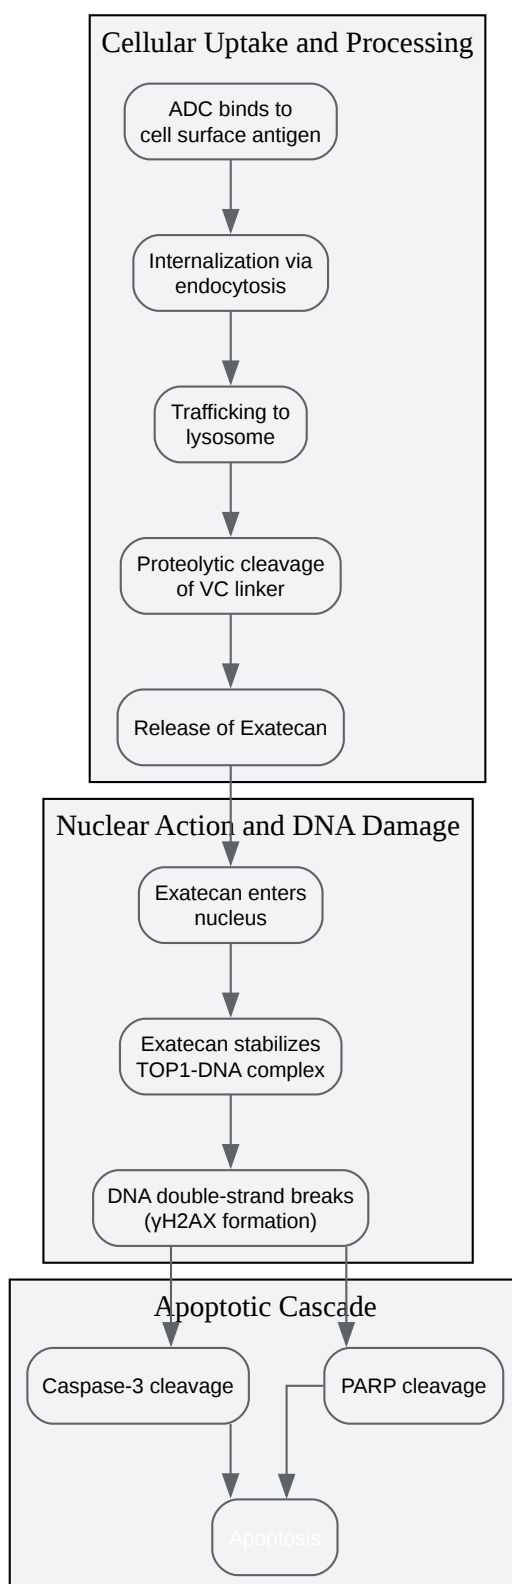 Cellular Uptake and Processing
ADC binds to
cell surface antigen
Internalization via
endocytosis
Trafficking to
lysosome
Proteolytic cleavage
of VC linker
Release of Exatecan
Nuclear Action and DNA Damage
Exatecan enters
nucleus
Exatecan stabilizes
TOP1-DNA complex
DNA double-strand breaks
(γH2AX formation)
Apoptotic Cascade
Caspase-3 cleavage
PARP cleavage
Apoptosis